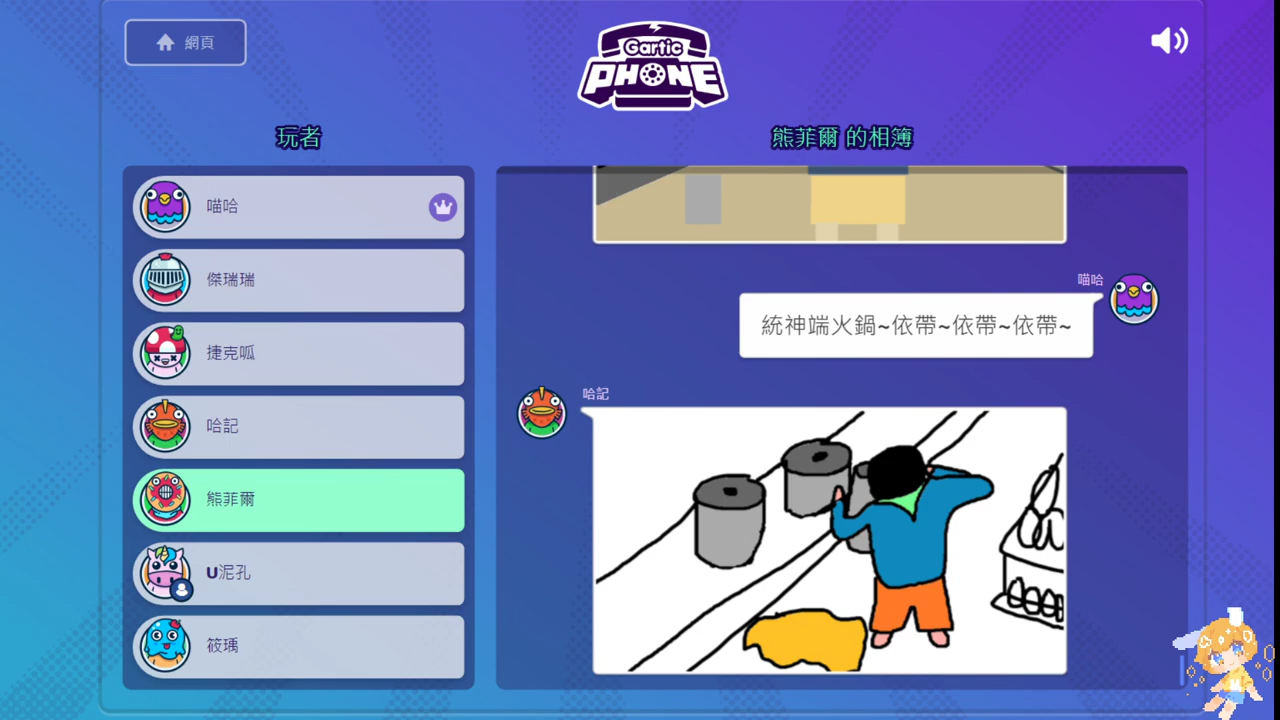 網頁
Gartic
PHONE
玩者
熊菲爾 的相簿
喵哈
傑瑞瑞
捷克呱
哈記
熊菲爾
U泥孔
筱瑀
喵哈
統神端火鍋~依帶~依帶~依帶~
哈記